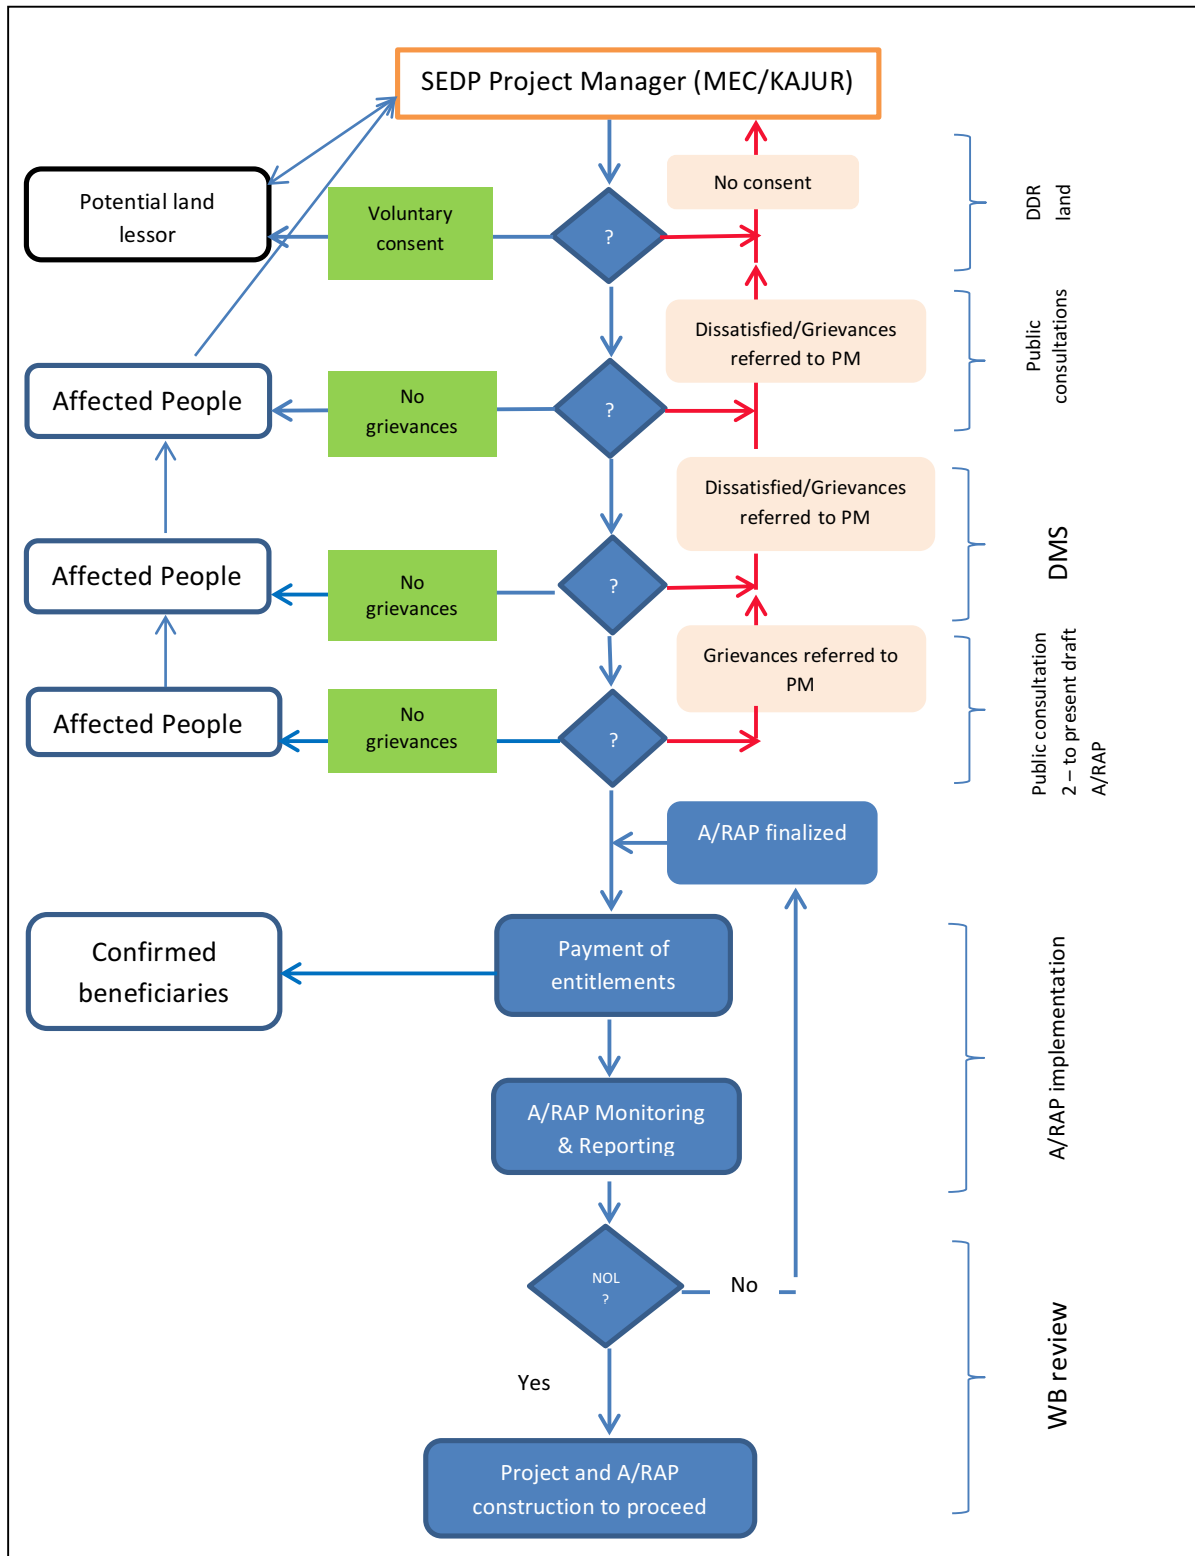 SEDP Project Manager (MEC/KAJUR)
No consent
Potential land
lessor
Voluntary
consent
?
DDR
land
Dissatisfied/Grievances
referred to PM
Affected People
No
grievances
?
Public
consultations
Dissatisfied/Grievances
referred to PM
Affected People
No
grievances
?
DMS
Grievances referred to
PM
Affected People
No
grievances
?
Public consultation
2 – to present draft
A/RAP
A/RAP finalized
Confirmed
beneficiaries
Payment of
entitlements
A/RAP Monitoring
& Reporting
A/RAP implementation
NOL
?
No
Yes
WB review
Project and A/RAP
construction to proceed